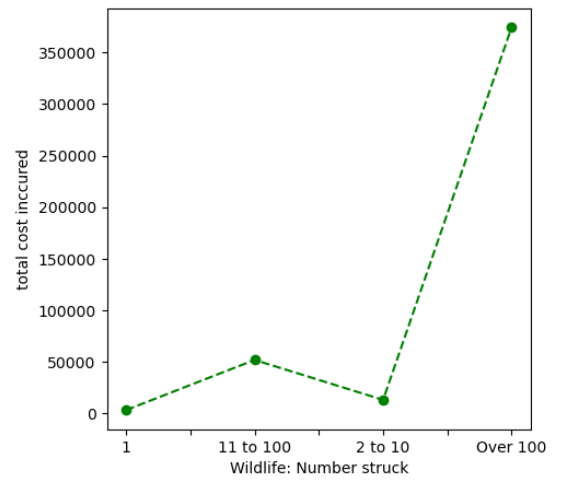 350000
300000
250000
200000
150000
100000
50000
0
total cost inccured
1 11 to 100 2 to 10 Over 100
Wildlife: Number struck